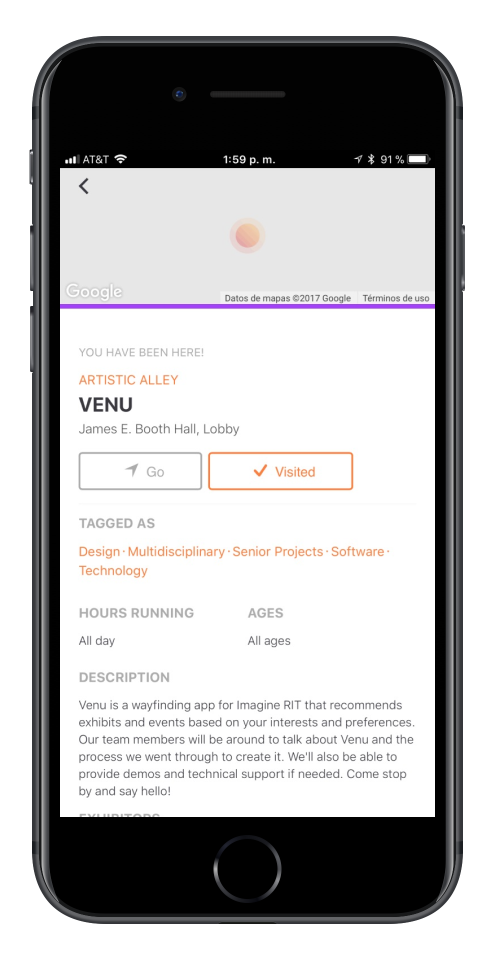 AT&T 1:59 p. m. 91 %
Google Datos de mapas ©2017 Google Términos de uso
YOU HAVE BEEN HERE!
ARTISTIC ALLEY
VENU
James E. Booth Hall, Lobby
Go Visited
TAGGED AS
Design · Multidisciplinary · Senior Projects · Software ·
Technology
HOURS RUNNING AGES
All day All ages
DESCRIPTION
Venu is a wayfinding app for Imagine RIT that recommends
exhibits and events based on your interests and preferences.
Our team members will be around to talk about Venu and the
process we went through to create it. We'll also be able to
provide demos and technical support if needed. Come stop
by and say hello!
EXHIBITORS